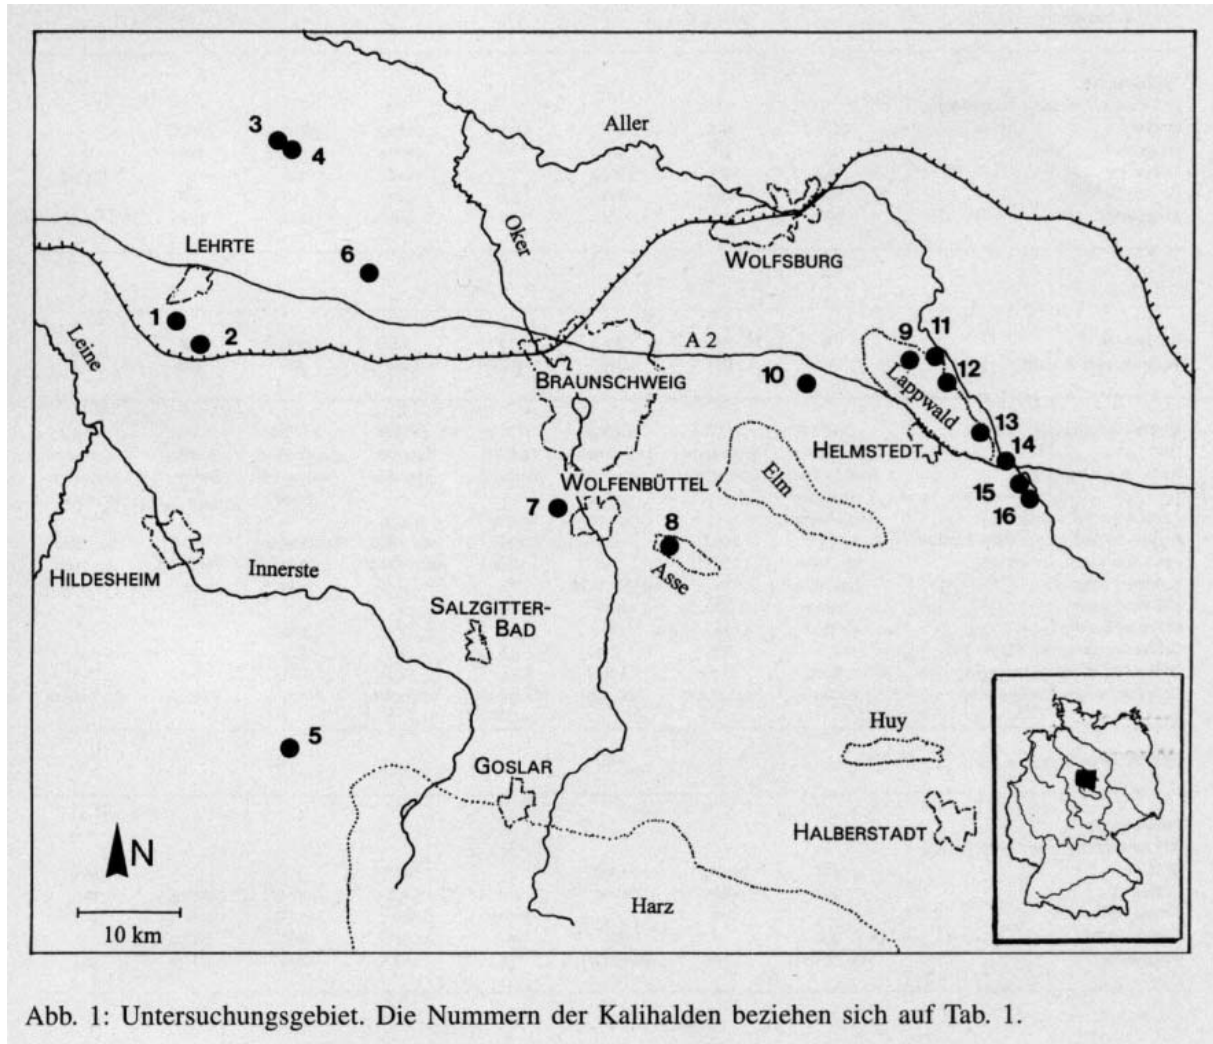 3
4
Aller
LEHRTE
6
Oker
WOLFSBURG
1
2
Leine
A 2
9
11
12
BRAUNSCHWEIG
10
Lappwald
13
HELMSTEDT
14
Elm
WOLFENBÜTTEL
15
7
16
8
HILDESHEIM
Innerste
Asse
SALZGITTER-
BAD
Huy
5
GOSLAR
HALBERSTADT
N
Harz
10 km
Abb. 1: Untersuchungsgebiet. Die Nummern der Kalihalden beziehen sich auf Tab. 1.